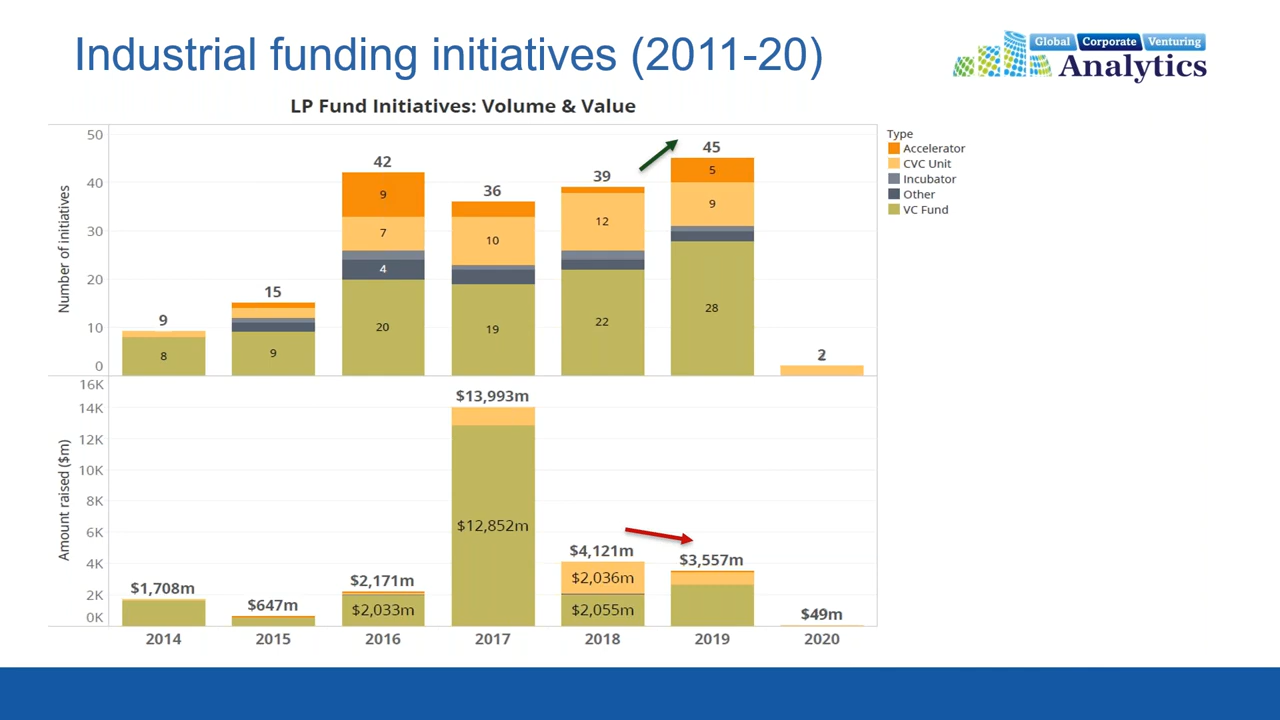 Industrial funding initiatives (2011-20)
Global Corporate Venturing
Analytics
LP Fund Initiatives: Volume & Value
Type
Accelerator
CVC Unit
Incubator
Other
VC Fund
Number of initiatives
50
40
30
20
10
0
9
8
15
9
42
9
7
4
20
36
10
19
39
12
22
45
5
9
28
2
Amount raised ($m)
16K
14K
12K
10K
8K
6K
4K
2K
0K
$1,708m
$647m
$2,171m
$2,033m
$13,993m
$12,852m
$4,121m
$2,036m
$2,055m
$3,557m
$49m
2014 2015 2016 2017 2018 2019 2020